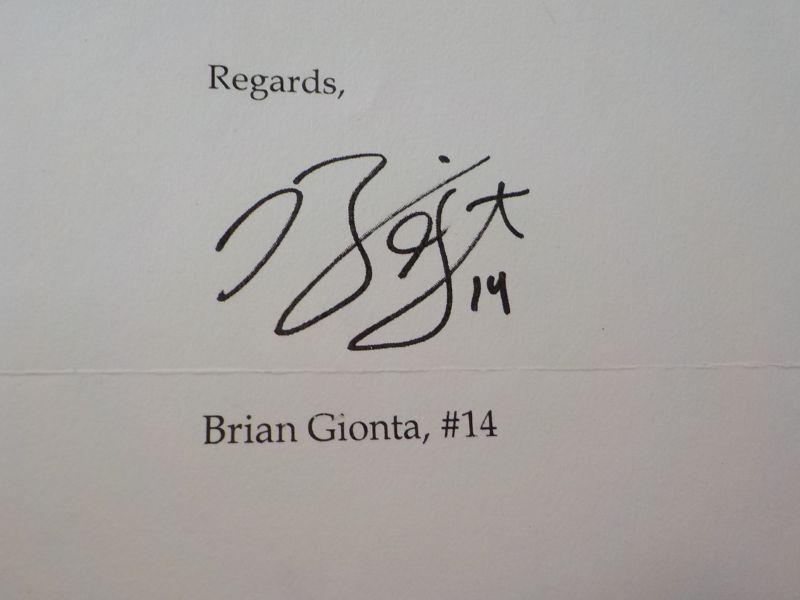 Regards,
14
Brian Gionta, #14